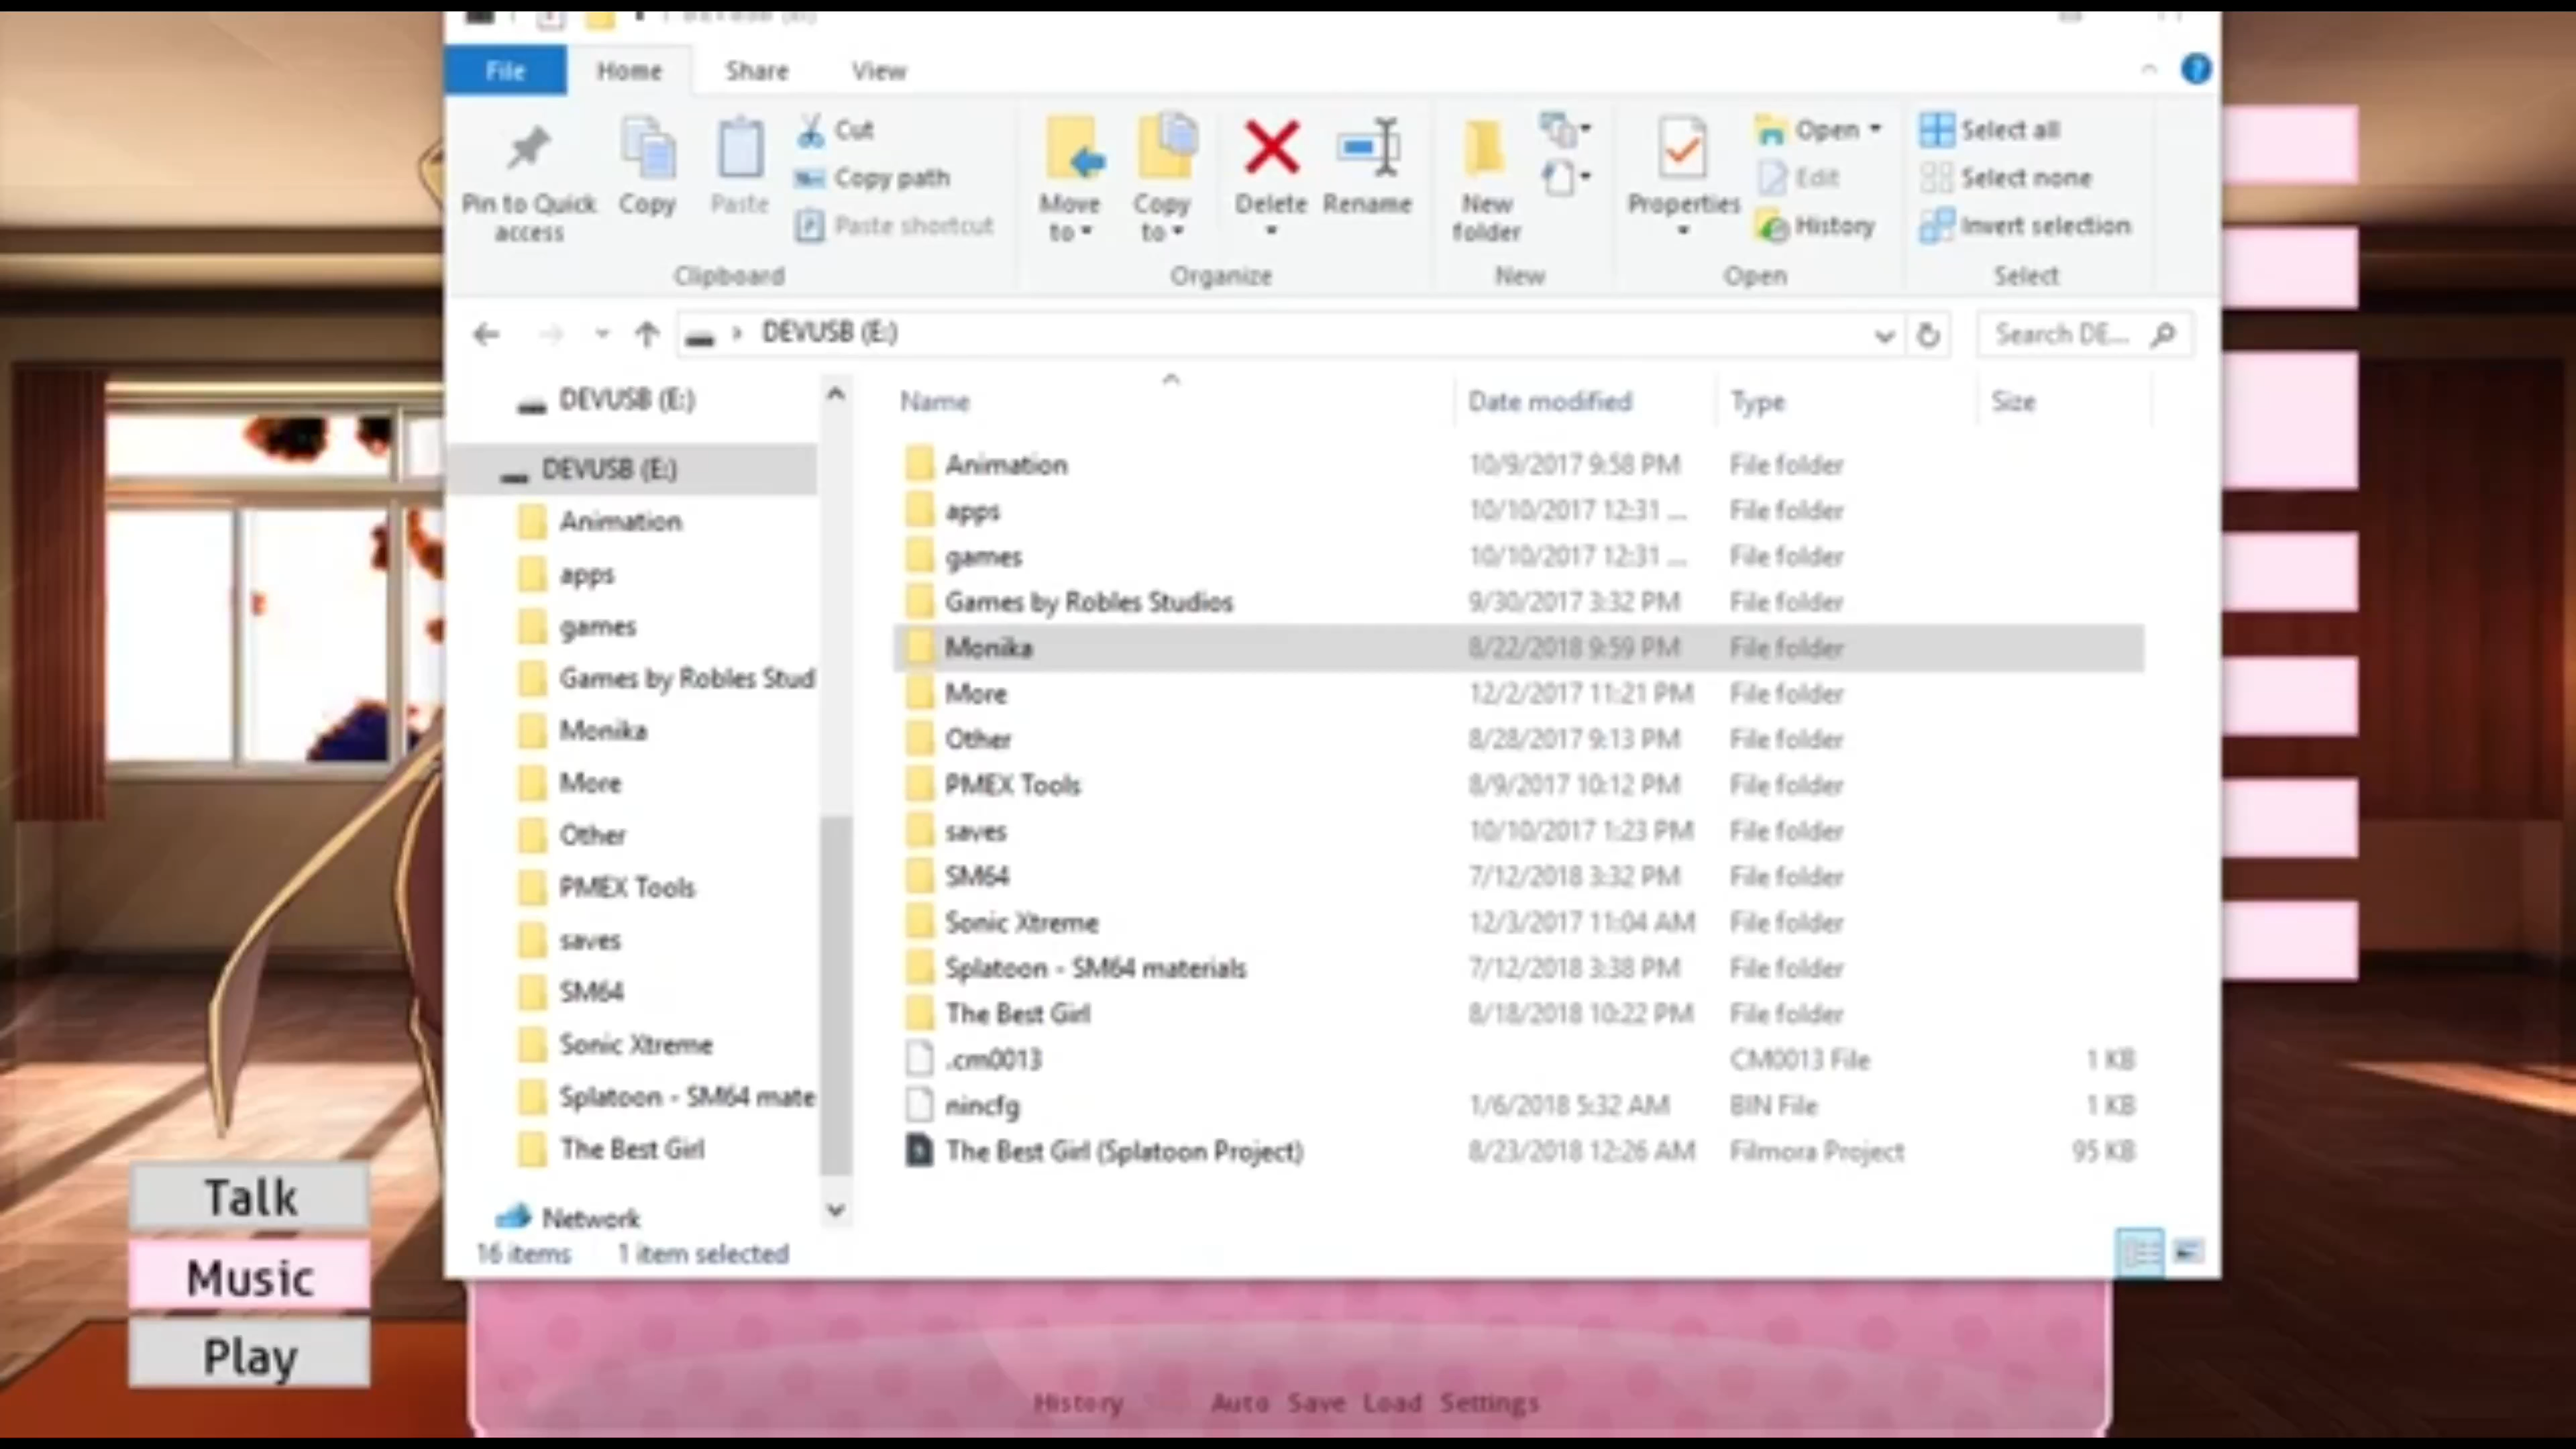 File Home Share View
Cut
Copy path
Paste shortcut
Pin to Quick access
Copy
Paste
Move to
Copy to
Delete
Rename
New folder
Properties
Open
Edit
History
Select all
Select none
Invert selection
Clipboard Organize New Open Select
DEVUSB (E:)
Search DE...
DEVUSB (E:)
DEVUSB (E:)
Animation
apps
games
Games by Robles Stud
Monika
More
Other
PMEX Tools
saves
SM64
Sonic Xtreme
Splatoon - SM64 mate
The Best Girl
Network
Name Date modified Type Size
Animation 10/9/2017 9:58 PM File folder
apps 10/10/2017 12:31 ... File folder
games 10/10/2017 12:31 ... File folder
Games by Robles Studios 9/30/2017 3:32 PM File folder
Monika 8/22/2018 9:59 PM File folder
More 12/2/2017 11:21 PM File folder
Other 8/28/2017 9:13 PM File folder
PMEX Tools 8/9/2017 10:12 PM File folder
saves 10/10/2017 1:23 PM File folder
SM64 7/12/2018 3:32 PM File folder
Sonic Xtreme 12/3/2017 11:04 AM File folder
Splatoon - SM64 materials 7/12/2018 3:38 PM File folder
The Best Girl 8/18/2018 10:22 PM File folder
.cm0013 CM0013 File 1 KB
nincfg 1/6/2018 5:32 AM BIN File 1 KB
The Best Girl (Splatoon Project) 8/23/2018 12:26 AM Filmora Project 95 KB
16 items 1 item selected
Talk
Music
Play
History Auto Save Load Settings